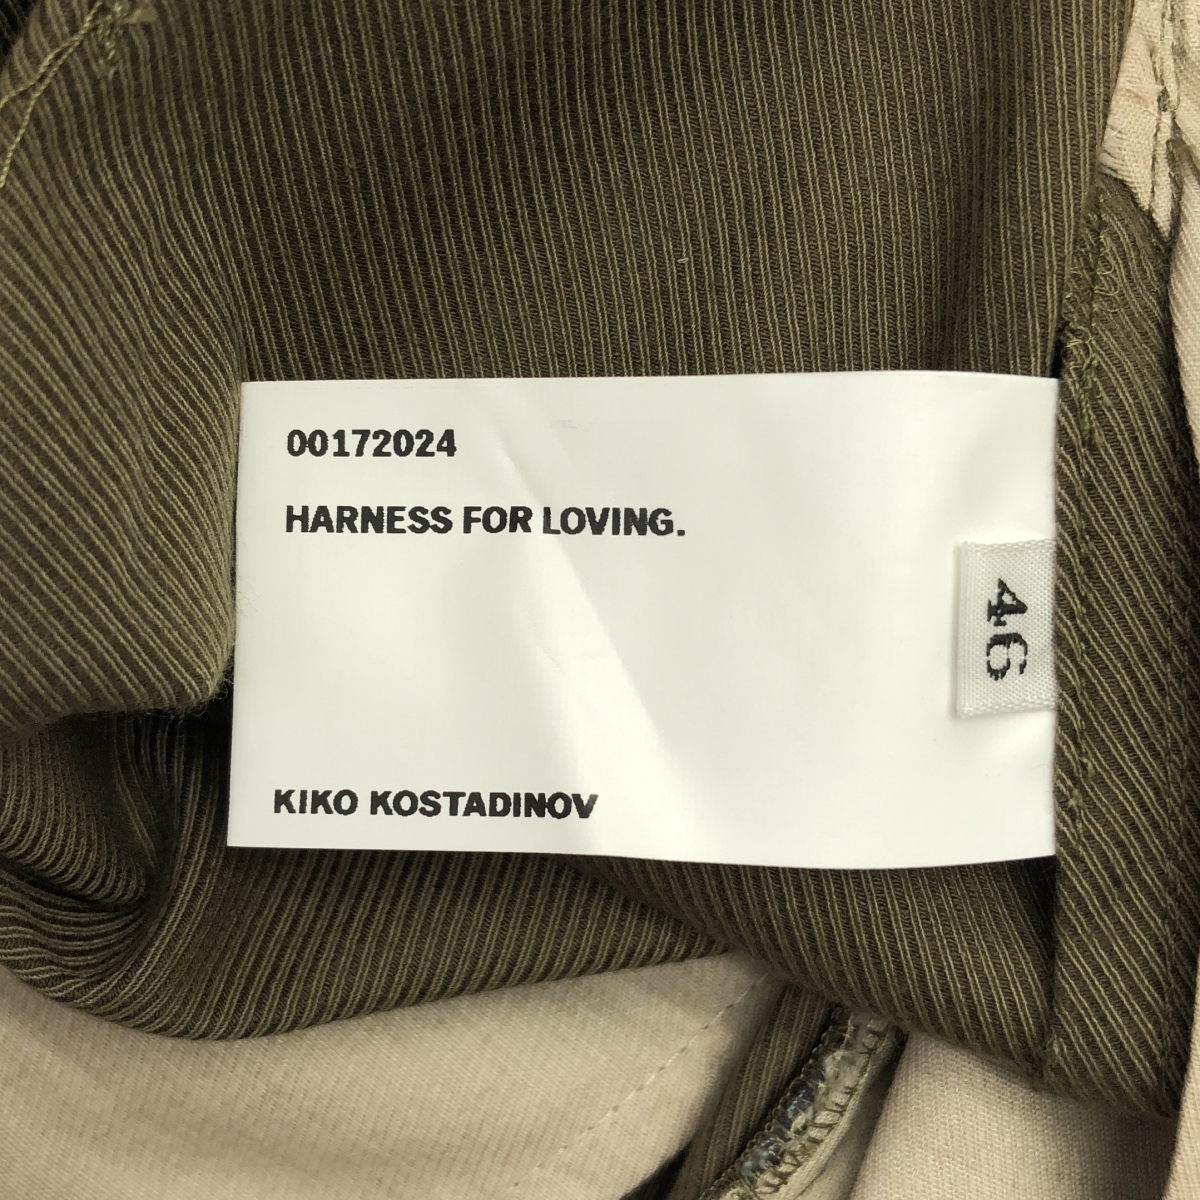 00172024
HARNESS FOR LOVING.
46
KIKO KOSTADINOV